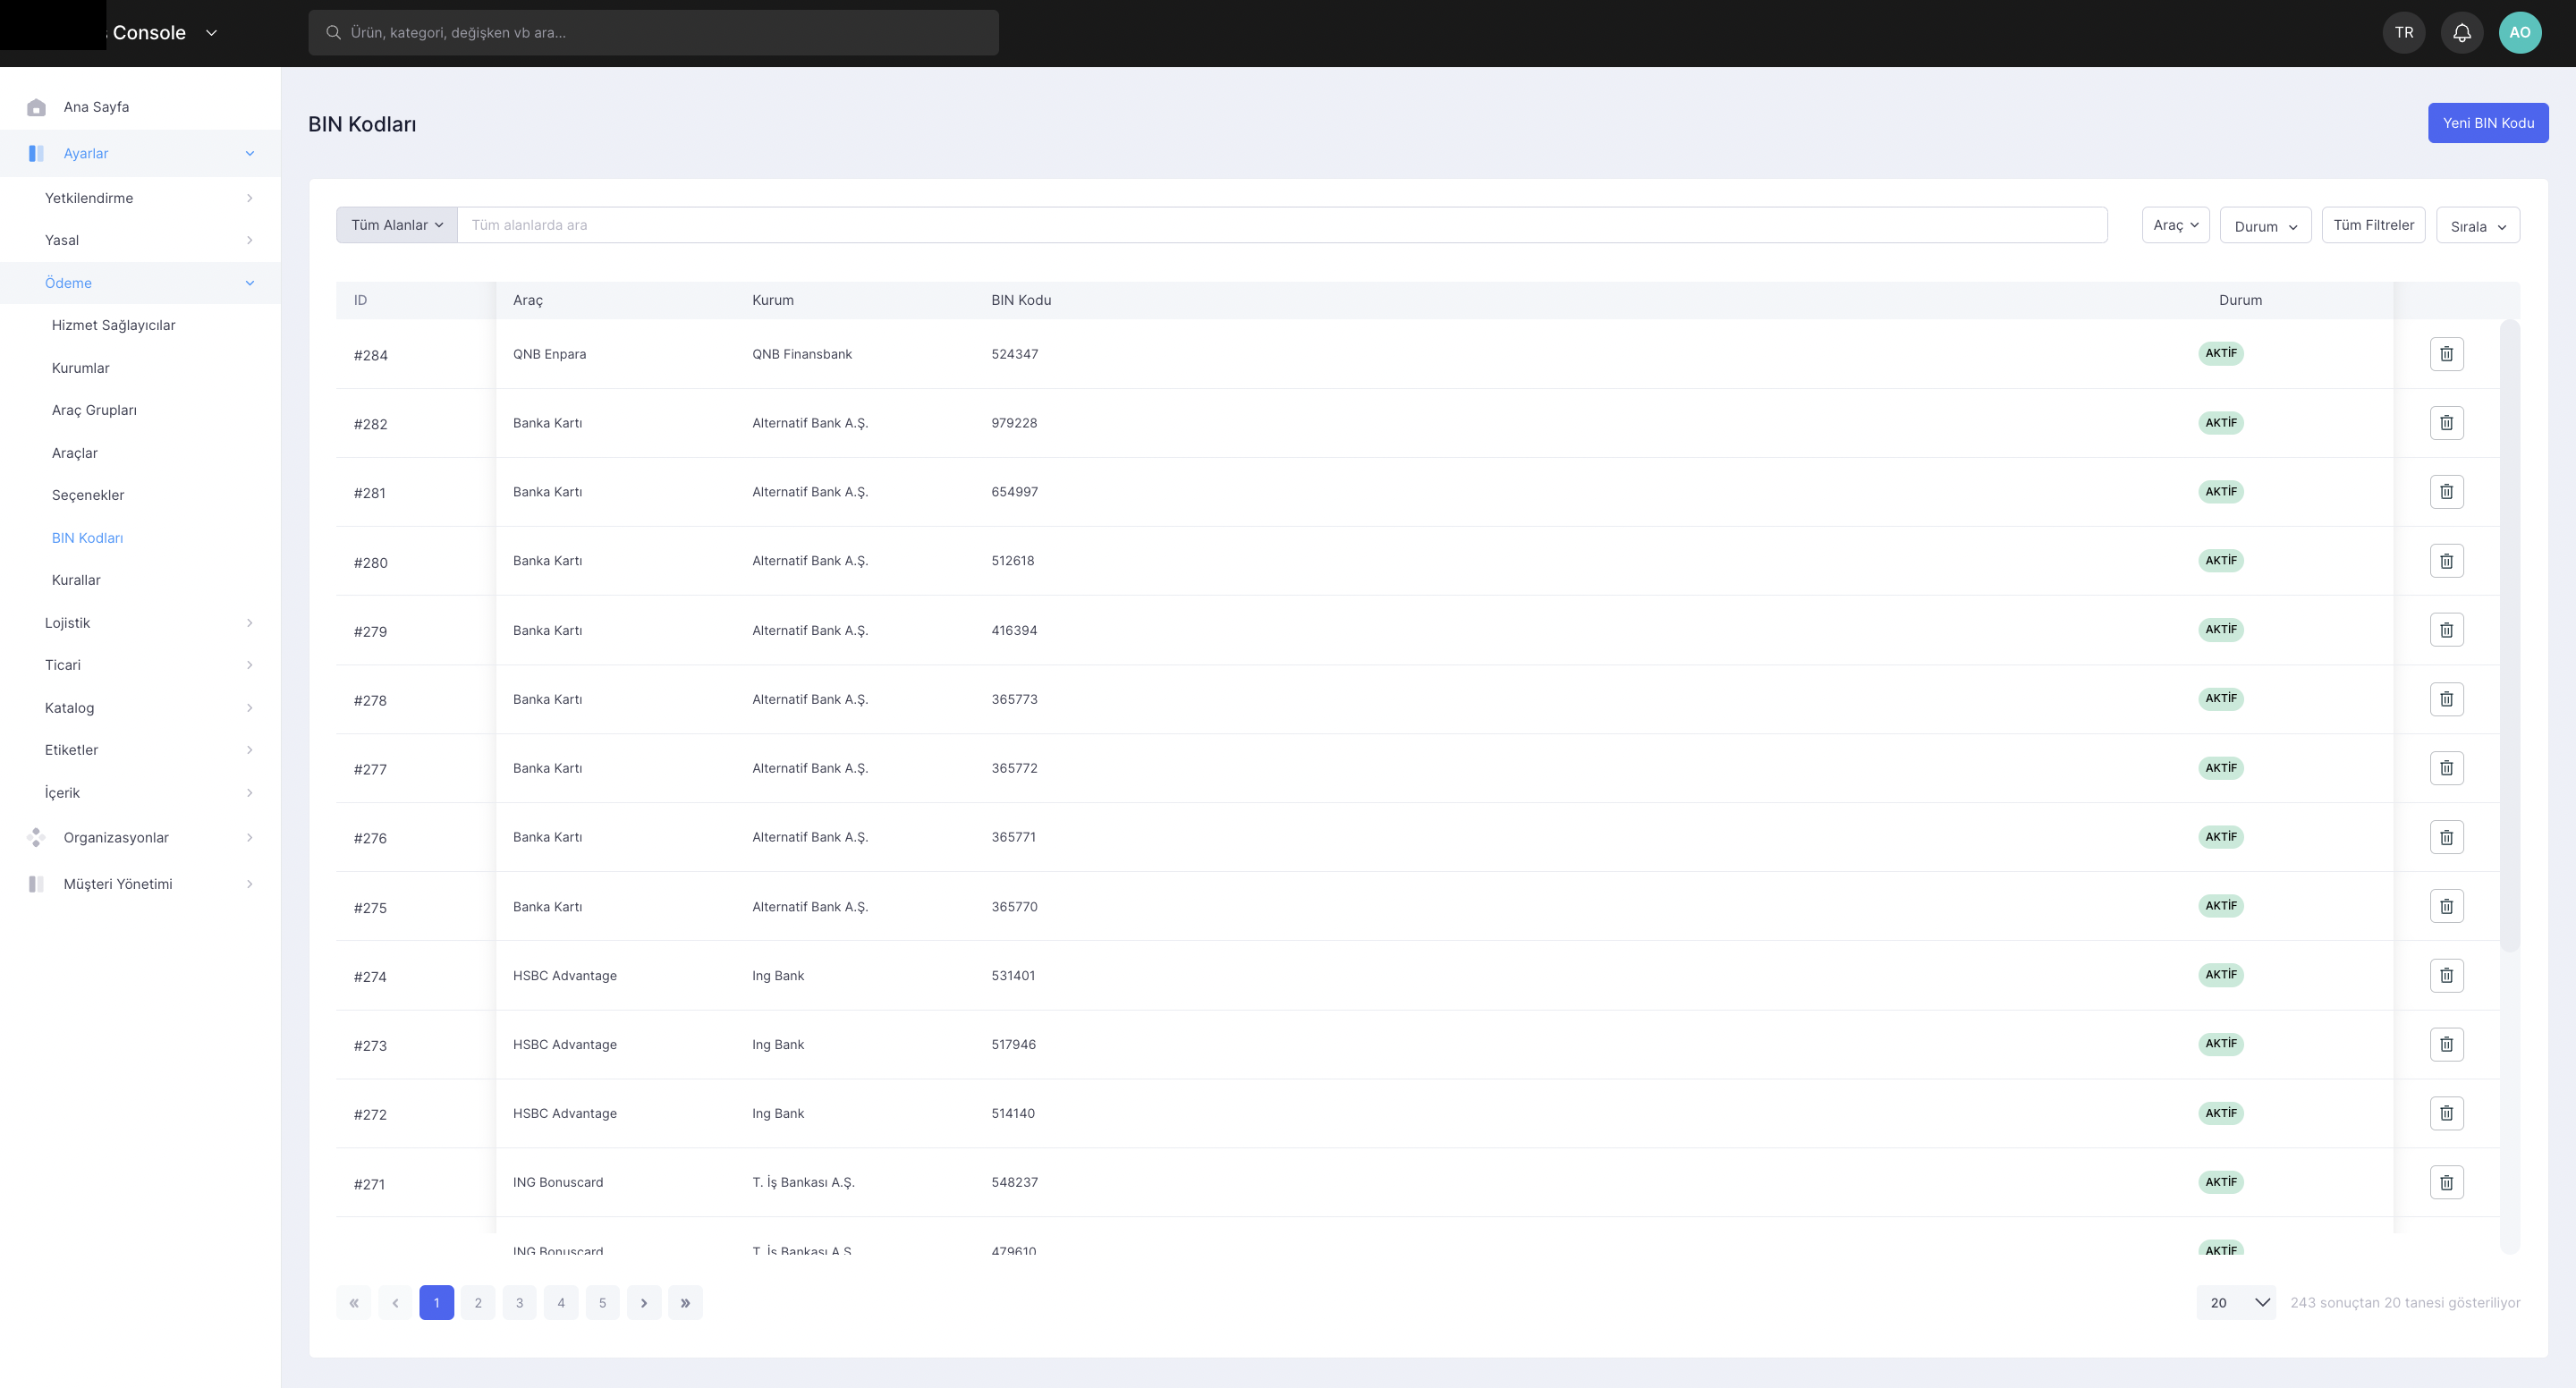 Console
Ürün, kategori, değişken vb ara...
TR
AO
Ana Sayfa
Ayarlar
Yetkilendirme
Yasal
Ödeme
Hizmet Sağlayıcılar
Kurumlar
Araç Grupları
Araçlar
Seçenekler
BIN Kodları
Kurallar
Lojistik
Ticari
Katalog
Etiketler
İçerik
Organizasyonlar
Müşteri Yönetimi
BIN Kodları
Yeni BIN Kodu
Tüm Alanlar Tüm alanlarda ara Araç Durum Tüm Filtreler Sırala
ID Araç Kurum BIN Kodu Durum
#284 QNB Enpara QNB Finansbank 524347 AKTİF
#282 Banka Kartı Alternatif Bank A.Ş. 979228 AKTİF
#281 Banka Kartı Alternatif Bank A.Ş. 654997 AKTİF
#280 Banka Kartı Alternatif Bank A.Ş. 512618 AKTİF
#279 Banka Kartı Alternatif Bank A.Ş. 416394 AKTİF
#278 Banka Kartı Alternatif Bank A.Ş. 365773 AKTİF
#277 Banka Kartı Alternatif Bank A.Ş. 365772 AKTİF
#276 Banka Kartı Alternatif Bank A.Ş. 365771 AKTİF
#275 Banka Kartı Alternatif Bank A.Ş. 365770 AKTİF
#274 HSBC Advantage Ing Bank 531401 AKTİF
#273 HSBC Advantage Ing Bank 517946 AKTİF
#272 HSBC Advantage Ing Bank 514140 AKTİF
#271 ING Bonuscard T. İş Bankası A.Ş. 548237 AKTİF
ING Bonuscard T. İş Bankası A.Ş. 479610 AKTİF
« ‹ 1 2 3 4 5 › »
20 243 sonuçtan 20 tanesi gösteriliyor